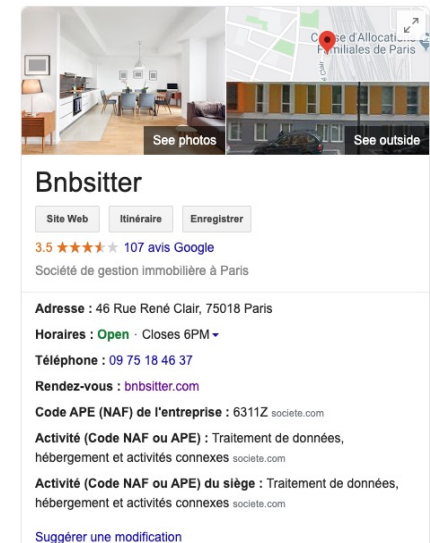 Caisse d'Allocations
Familiales de Paris
See photos
See outside
Bnbsitter
Site Web
Itinéraire
Enregistrer
3.5 107 avis Google
Société de gestion immobilière à Paris
Adresse : 46 Rue René Clair, 75018 Paris
Horaires : Open · Closes 6PM
Téléphone : 09 75 18 46 37
Rendez-vous : bnbsitter.com
Code APE (NAF) de l'entreprise : 6311Z societe.com
Activité (Code NAF ou APE) : Traitement de données,
hébergement et activités connexes societe.com
Activité (Code NAF ou APE) du siège : Traitement de données,
hébergement et activités connexes societe.com
Suggérer une modification